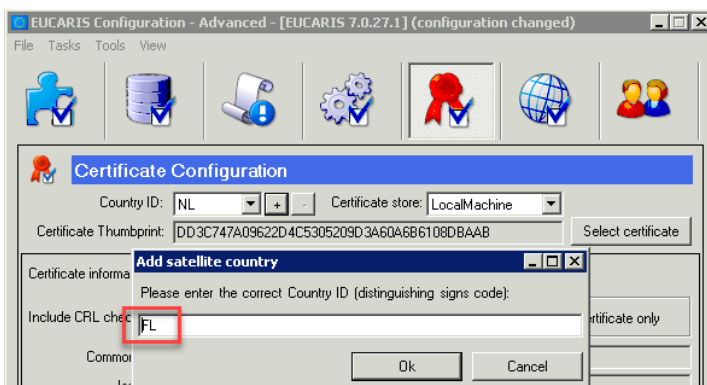 EUCARIS Configuration - Advanced - [EUCARIS 7.0.27.1] (configuration changed)
File Tasks Tools View
Certificate Configuration
Country ID: NL + - Certificate store: LocalMachine
Certificate Thumbprint: DD3C747A09622D4C5305209D3A60A6B6108DBAAB Select certificate
Add satellite country
Certificate informa
Please enter the correct Country ID (distinguishing signs code):
Include CRL chec
FL
rtificate only
Commo
Ok Cancel